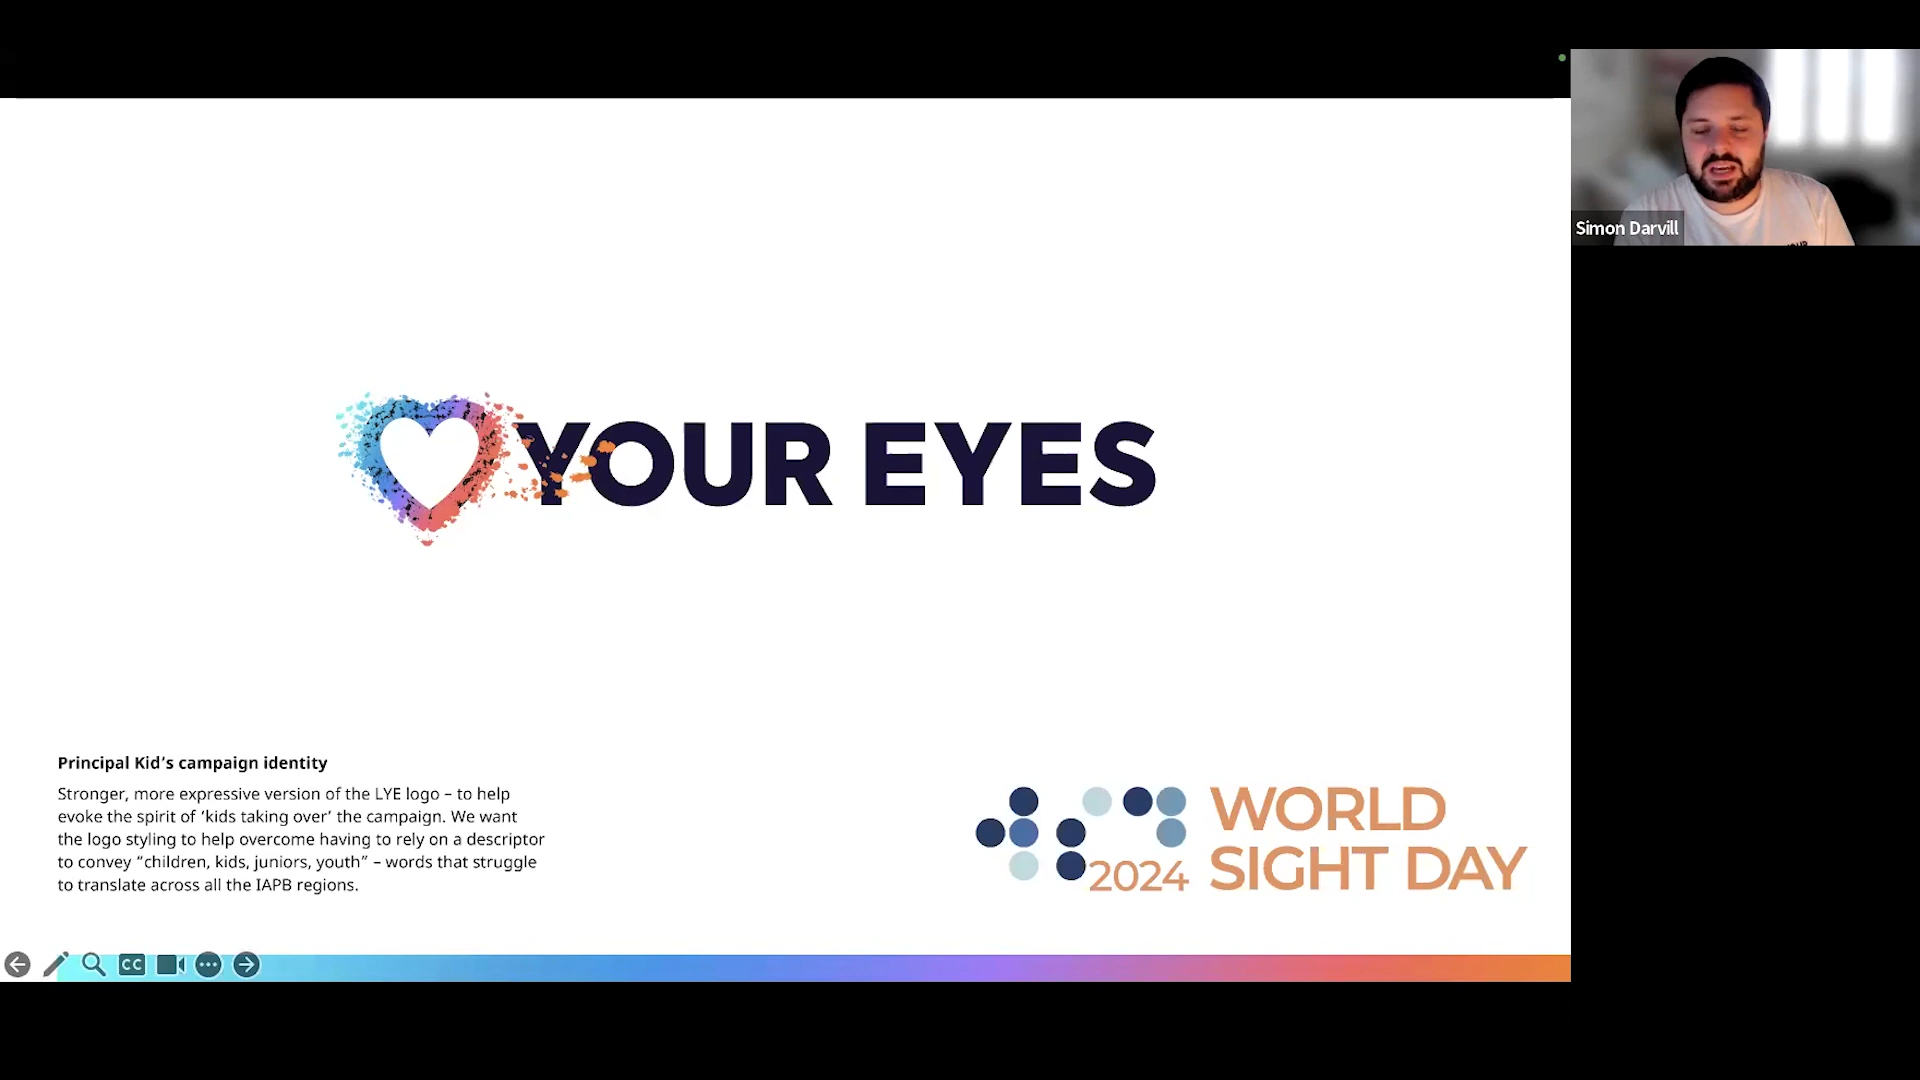 YOUR EYES
Simon Darvill
Principal Kid’s campaign identity
Stronger, more expressive version of the LYE logo – to help
evoke the spirit of ‘kids taking over’ the campaign. We want
the logo styling to help overcome having to rely on a descriptor
to convey “children, kids, juniors, youth” – words that struggle
to translate across all the IAPB regions.
2024
WORLD
SIGHT DAY
CC